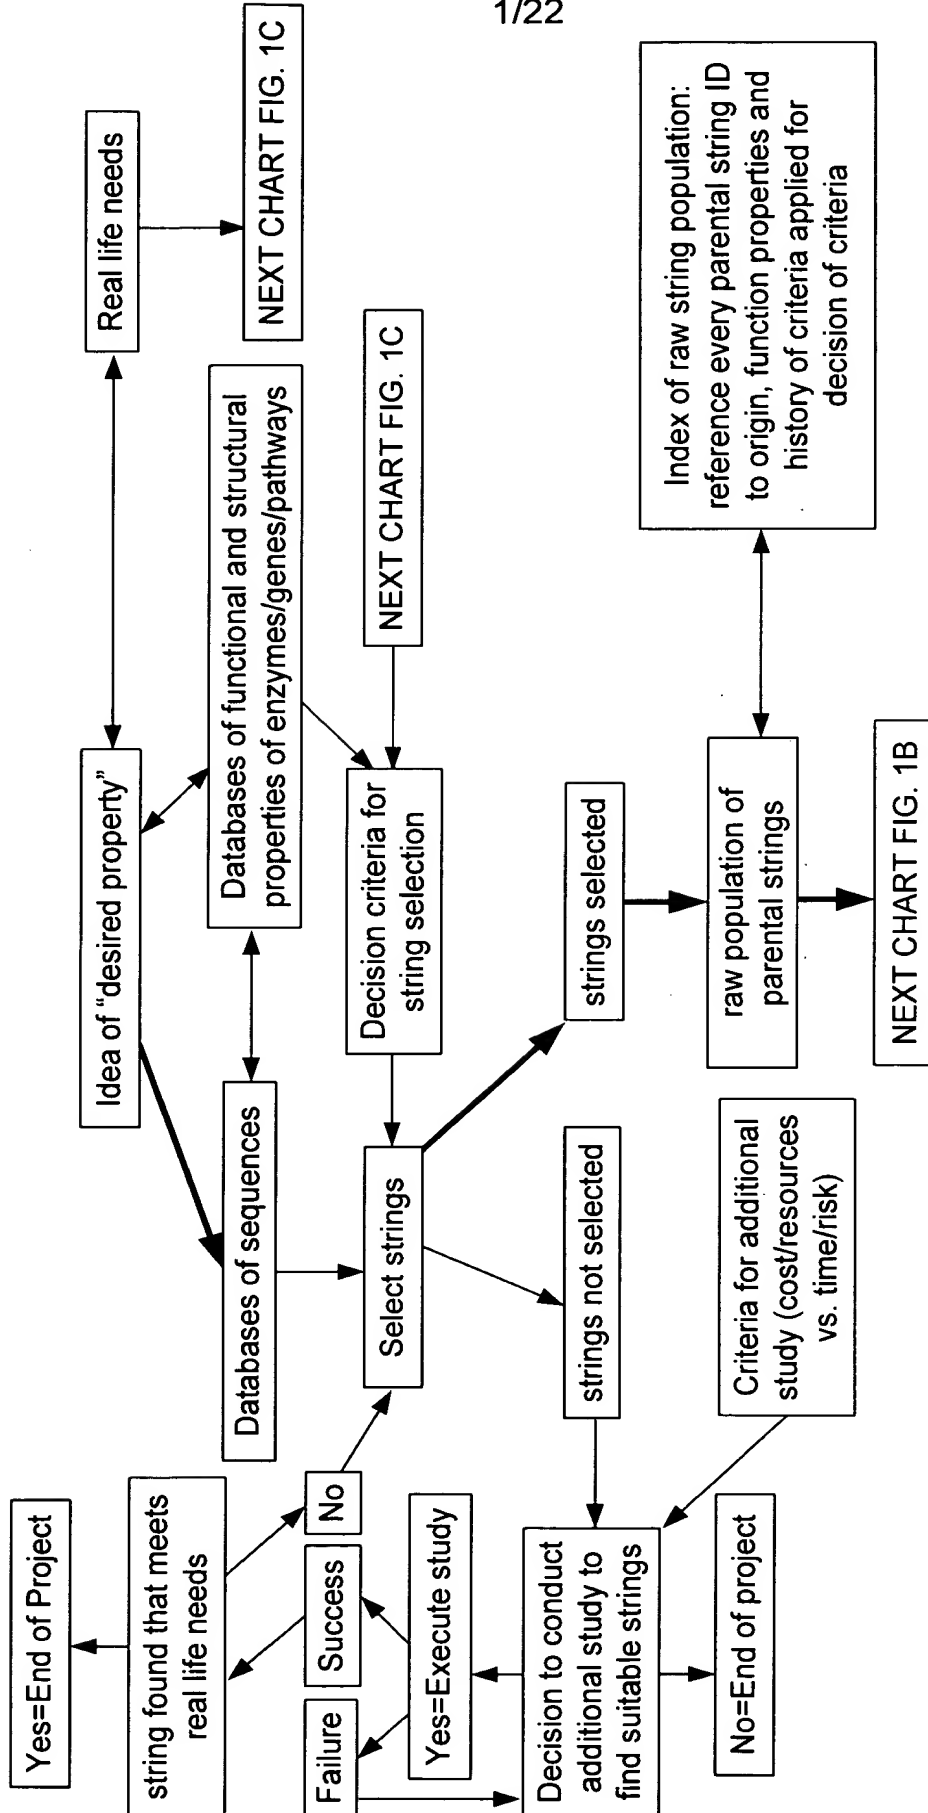 1/22
Yes=End of Project
string found that meets
real life needs
Failure
Success
No
Yes=Execute study
Decision to conduct
additional study to
find suitable strings
No=End of project
Idea of “desired property”
Real life needs
NEXT CHART FIG. 1C
Databases of sequences
Databases of functional and structural
properties of enzymes/genes/pathways
Select strings
Decision criteria for
string selection
NEXT CHART FIG. 1C
strings not selected
strings selected
Criteria for additional
study (cost/resources
vs. time/risk)
raw population of
parental strings
Index of raw string population:
reference every parental string ID
to origin, function properties and
history of criteria applied for
decision of criteria
NEXT CHART FIG. 1B